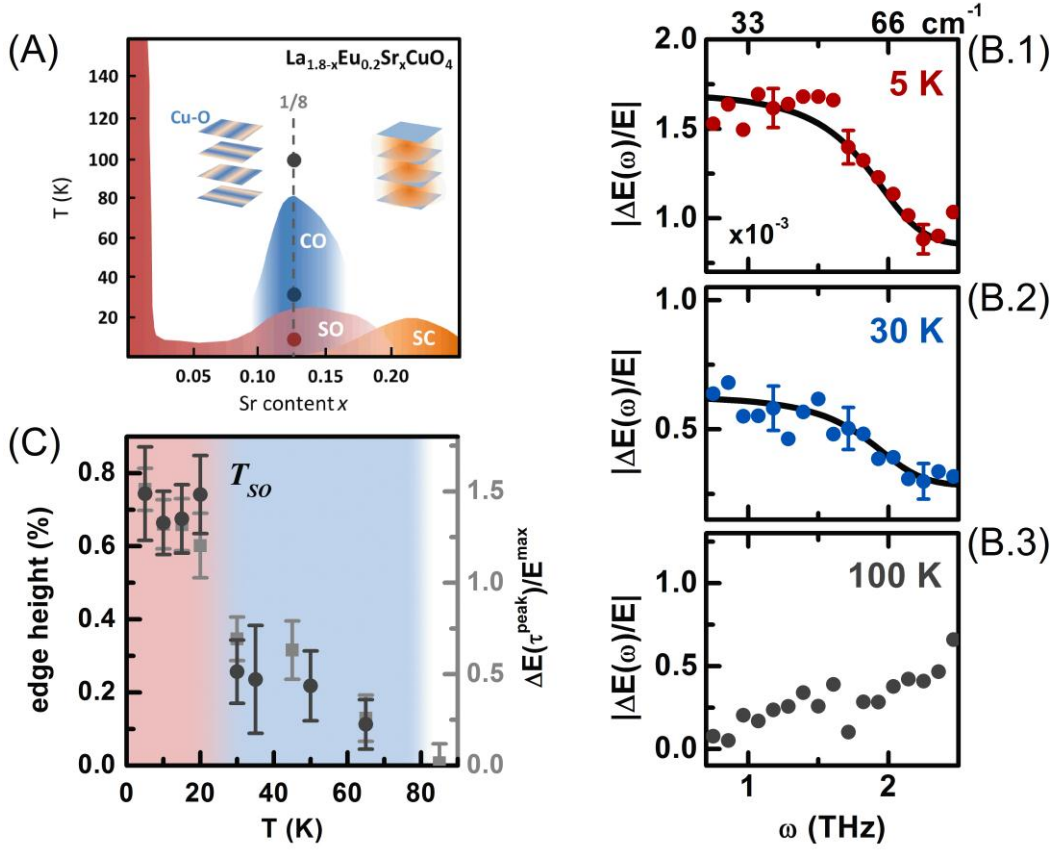 (A)
La1.8-xEu0.2SrxCuO4
140
120
100
80
60
40
20
T (K)
1/8
Cu-O
CO
SO
SC
0.05
0.10
0.15
0.20
Sr content x
33
66
cm-1
(B.1)
2.0
1.5
1.0
5 K
x10-3
|ΔE(ω)/E|
(B.2)
1.0
0.5
30 K
|ΔE(ω)/E|
(B.3)
1.0
0.5
0.0
100 K
|ΔE(ω)/E|
1
2
ω (THz)
(C)
0.8
0.6
0.4
0.2
0.0
edge height (%)
TSO
1.5
1.0
0.5
0.0
ΔE(τpeak)/Emax
0
20
40
60
80
T (K)